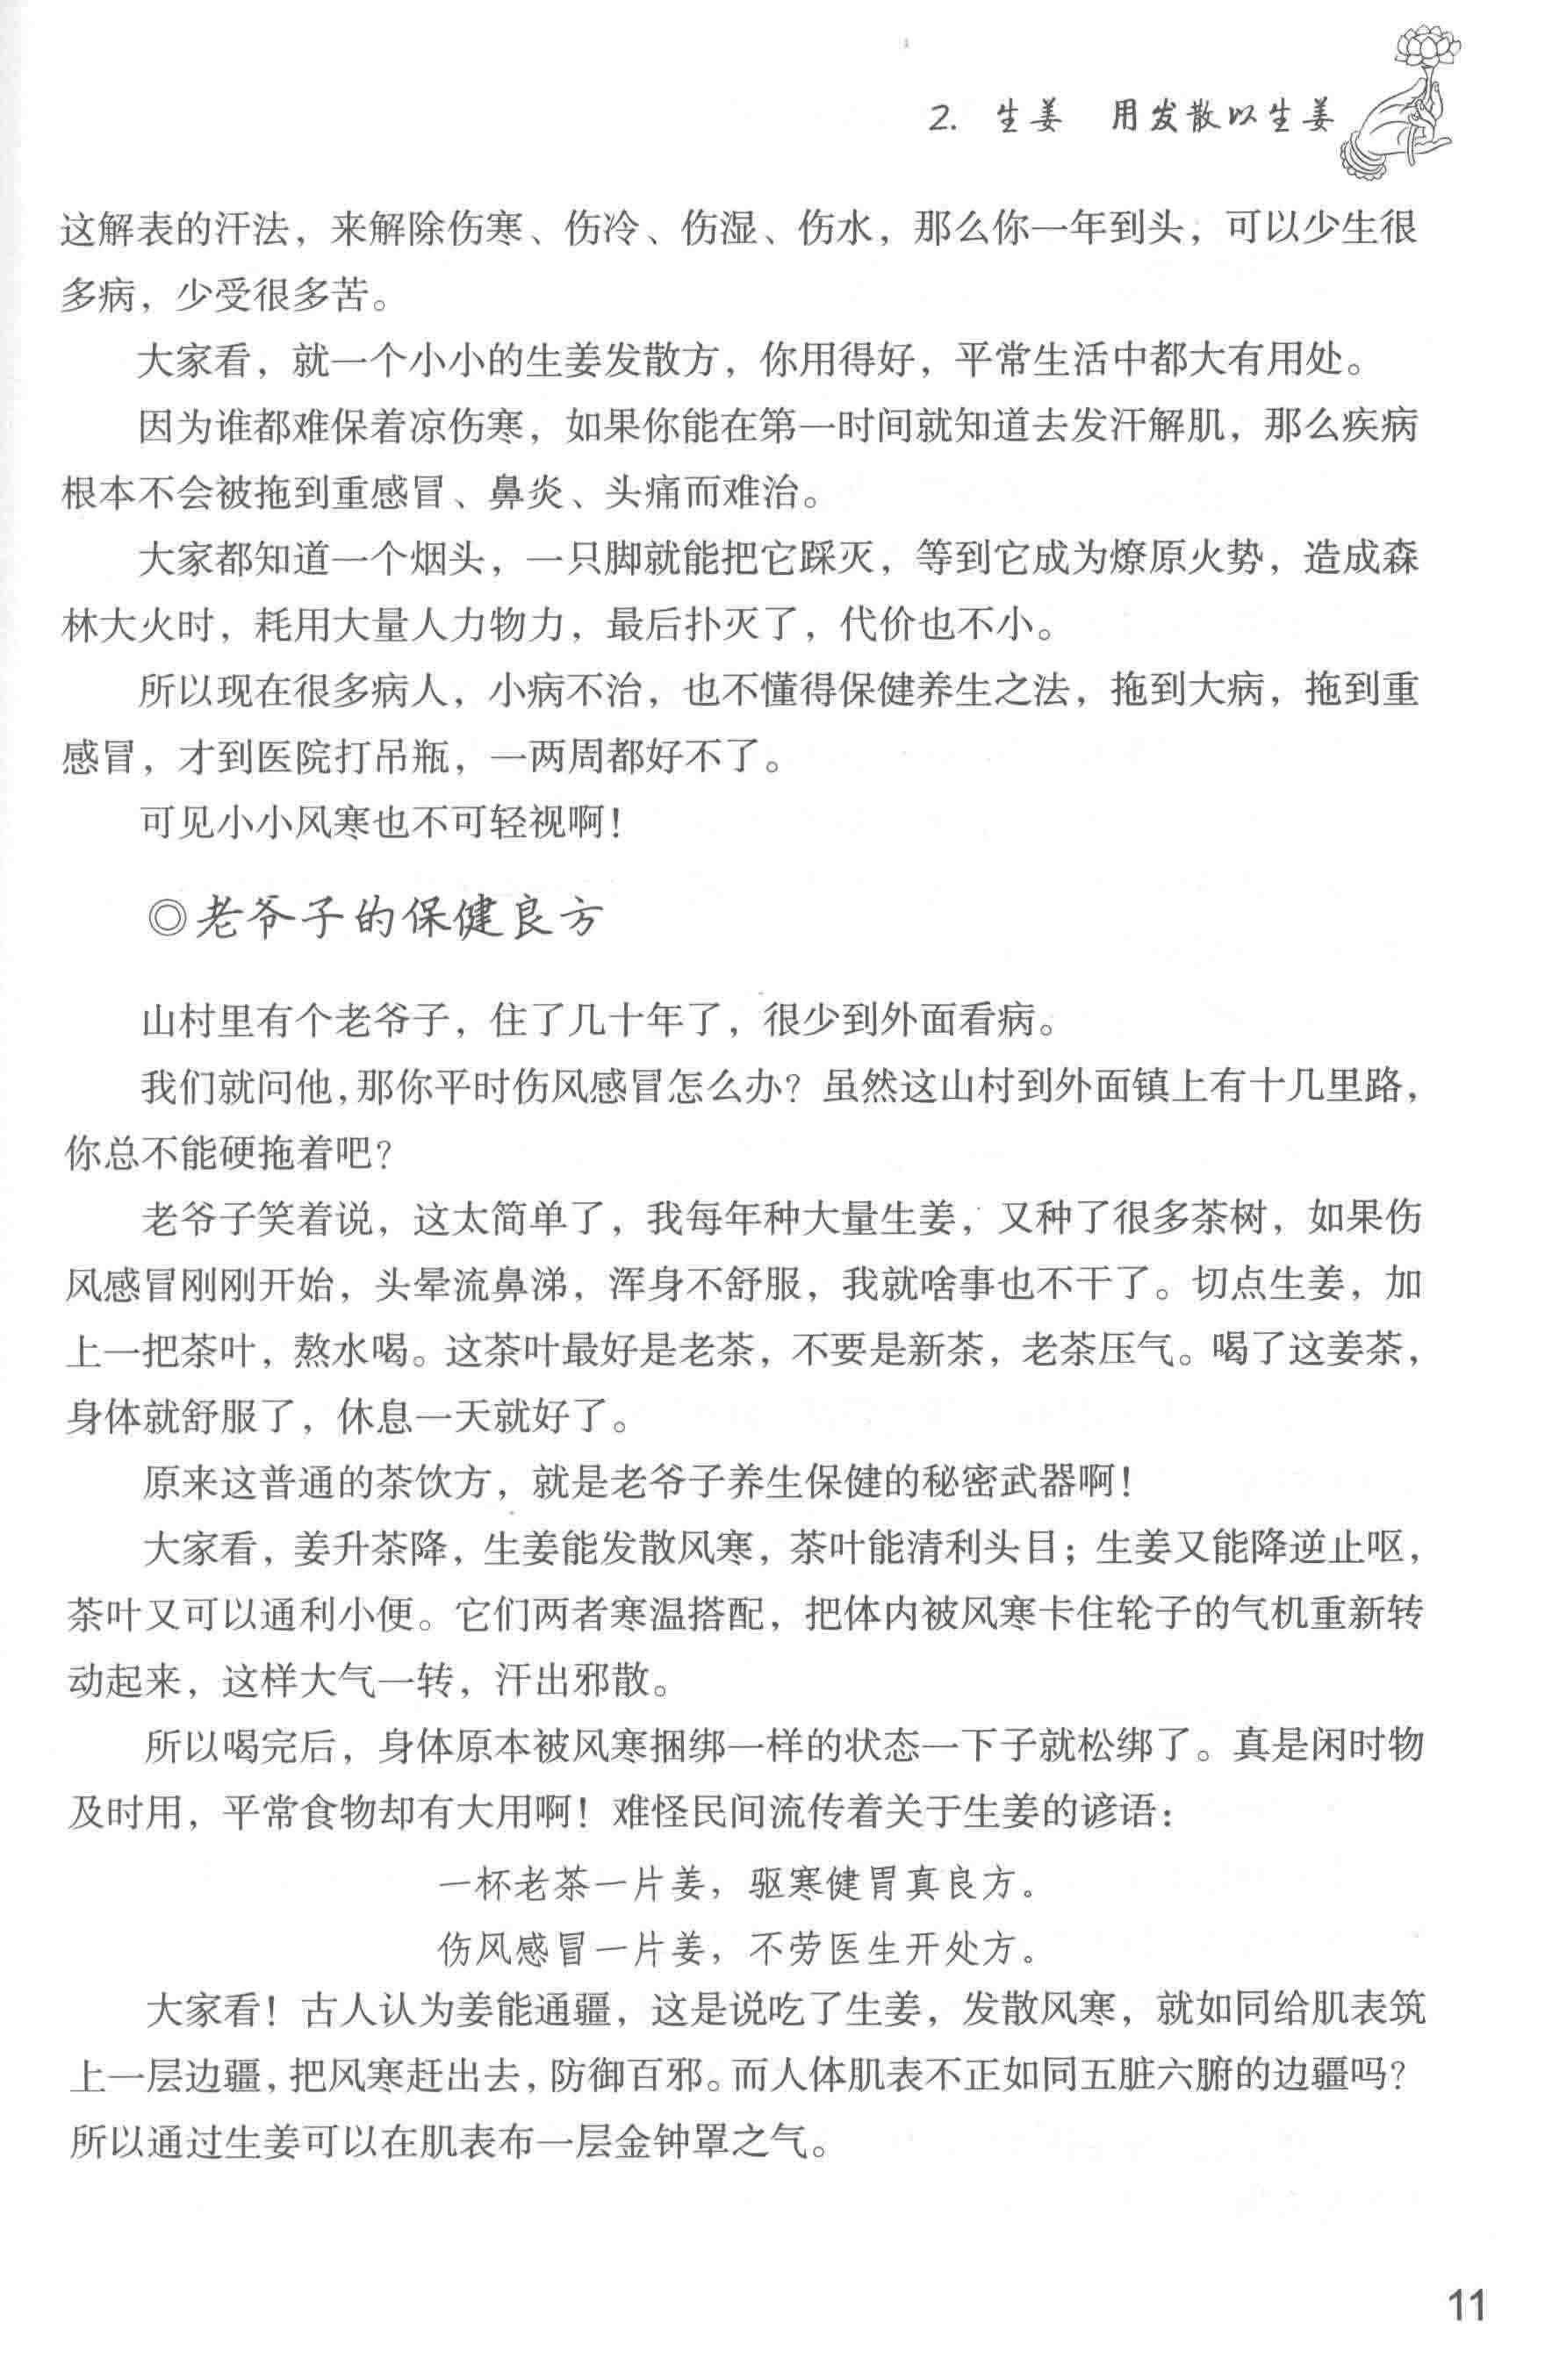 2. 生姜　用发散以生姜
这解表的汗法，来解除伤寒、伤冷、伤湿、伤水，那么你一年到头，可以少生很
多病，少受很多苦。
大家看，就一个小小的生姜发散方，你用得好，平常生活中都大有用处。
因为谁都难保着凉伤寒，如果你能在第一时间就知道去发汗解肌，那么疾病
根本不会被拖到重感冒、鼻炎、头痛而难治。
大家都知道一个烟头，一只脚就能把它踩灭，等到它成为燎原火势，造成森
林大火时，耗用大量人力物力，最后扑灭了，代价也不小。
所以现在很多病人，小病不治，也不懂得保健养生之法，拖到大病，拖到重
感冒，才到医院打吊瓶，一两周都好不了。
可见小小风寒也不可轻视啊！
◎老爷子的保健良方
山村里有个老爷子，住了几十年了，很少到外面看病。
我们就问他，那你平时伤风感冒怎么办？虽然这山村到外面镇上有十几里路，
你总不能硬拖着吧？
老爷子笑着说，这太简单了，我每年种大量生姜，又种了很多茶树，如果伤
风感冒刚刚开始，头晕流鼻涕，浑身不舒服，我就啥事也不干了。切点生姜，加
上一把茶叶，熬水喝。这茶叶最好是老茶，不要是新茶，老茶压气。喝了这姜茶，
身体就舒服了，休息一天就好了。
原来这普通的茶饮方，就是老爷子养生保健的秘密武器啊！
大家看，姜升茶降，生姜能发散风寒，茶叶能清利头目；生姜又能降逆止呕，
茶叶又可以通利小便。它们两者寒温搭配，把体内被风寒卡住轮子的气机重新转
动起来，这样大气一转，汗出邪散。
所以喝完后，身体原本被风寒捆绑一样的状态一下子就松绑了。真是闲时物
及时用，平常食物却有大用啊！难怪民间流传着关于生姜的谚语：
一杯老茶一片姜，驱寒健胃真良方。
伤风感冒一片姜，不劳医生开处方。
大家看！古人认为姜能通疆，这是说吃了生姜，发散风寒，就如同给肌表筑
上一层边疆，把风寒赶出去，防御百邪。而人体肌表不正如同五脏六腑的边疆吗？
所以通过生姜可以在肌表布一层金钟罩之气。
11